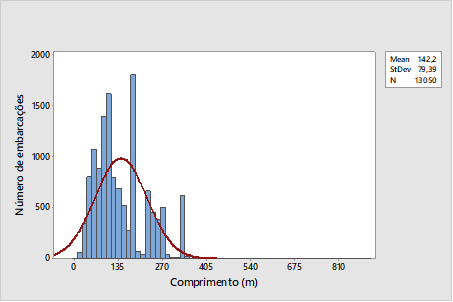 2000
1500
1000
500
0
Número de embarcações
0 135 270 405 540 675 810
Comprimento (m)
Mean 142,2
StDev 79,39
N 13050